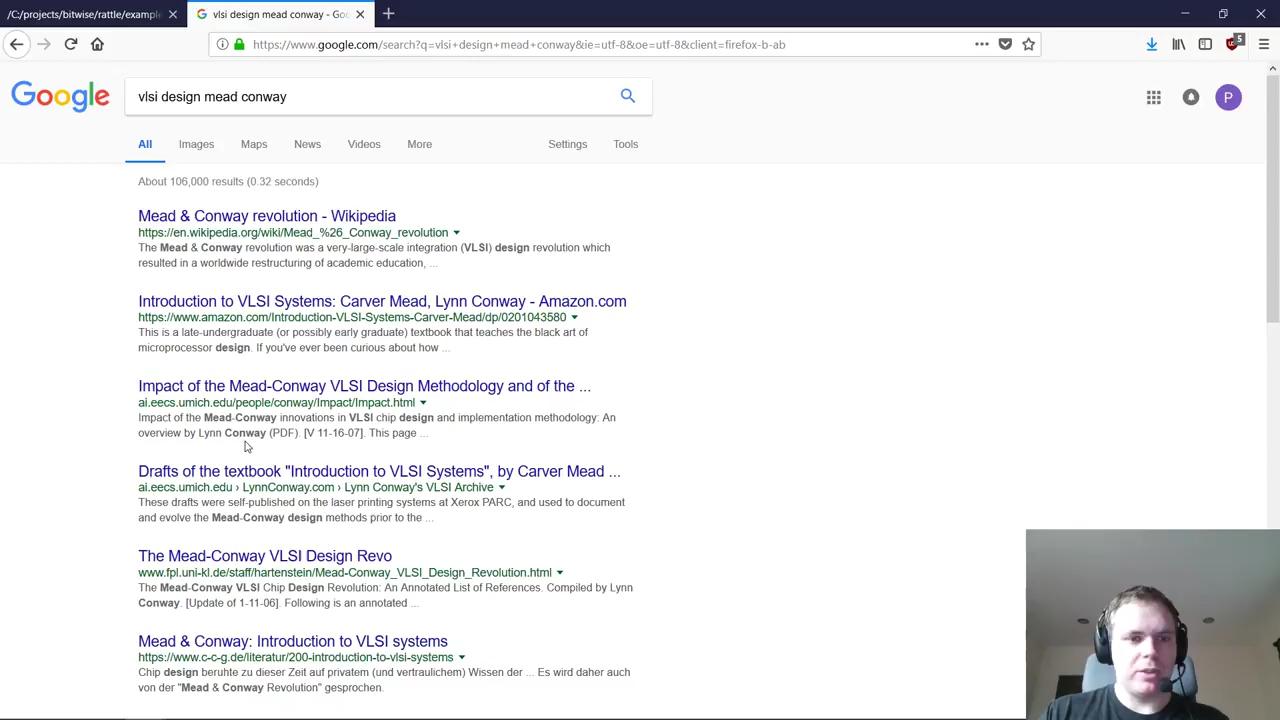 /C:/projects/bitwise/rattle/example
vlsi design mead conway - Goo
https://www.google.com/search?q=vlsi+design+mead+conway&ie=utf-8&oe=utf-8&client=firefox-b-ab
5
Google
vlsi design mead conway
P
All
Images
Maps
News
Videos
More
Settings
Tools
About 106,000 results (0.32 seconds)
Mead & Conway revolution - Wikipedia
https://en.wikipedia.org/wiki/Mead_%26_Conway_revolution
The Mead & Conway revolution was a very-large-scale integration (VLSI) design revolution which
resulted in a worldwide restructuring of academic education, ...
Introduction to VLSI Systems: Carver Mead, Lynn Conway - Amazon.com
https://www.amazon.com/Introduction-VLSI-Systems-Carver-Mead/dp/0201043580
This is a late-undergraduate (or possibly early graduate) textbook that teaches the black art of
microprocessor design. If you've ever been curious about how ...
Impact of the Mead-Conway VLSI Design Methodology and of the ...
ai.eecs.umich.edu/people/conway/Impact/Impact.html
Impact of the Mead-Conway innovations in VLSI chip design and implementation methodology: An
overview by Lynn Conway (PDF). [V 11-16-07]. This page ...
Drafts of the textbook "Introduction to VLSI Systems", by Carver Mead ...
ai.eecs.umich.edu › LynnConway.com › Lynn Conway's VLSI Archive
These drafts were self-published on the laser printing systems at Xerox PARC, and used to document
and evolve the Mead-Conway design methods prior to the ...
The Mead-Conway VLSI Design Revo
www.fpl.uni-kl.de/staff/hartenstein/Mead-Conway_VLSI_Design_Revolution.html
The Mead-Conway VLSI Chip Design Revolution: An Annotated List of References. Compiled by Lynn
Conway. [Update of 1-11-06]. Following is an annotated ...
Mead & Conway: Introduction to VLSI systems
https://www.c-c-g.de/literatur/200-introduction-to-vlsi-systems
Chip design beruhte zu dieser Zeit auf privatem (und vertraulichem) Wissen der ... Es wird daher auch
von der "Mead & Conway Revolution" gesprochen.